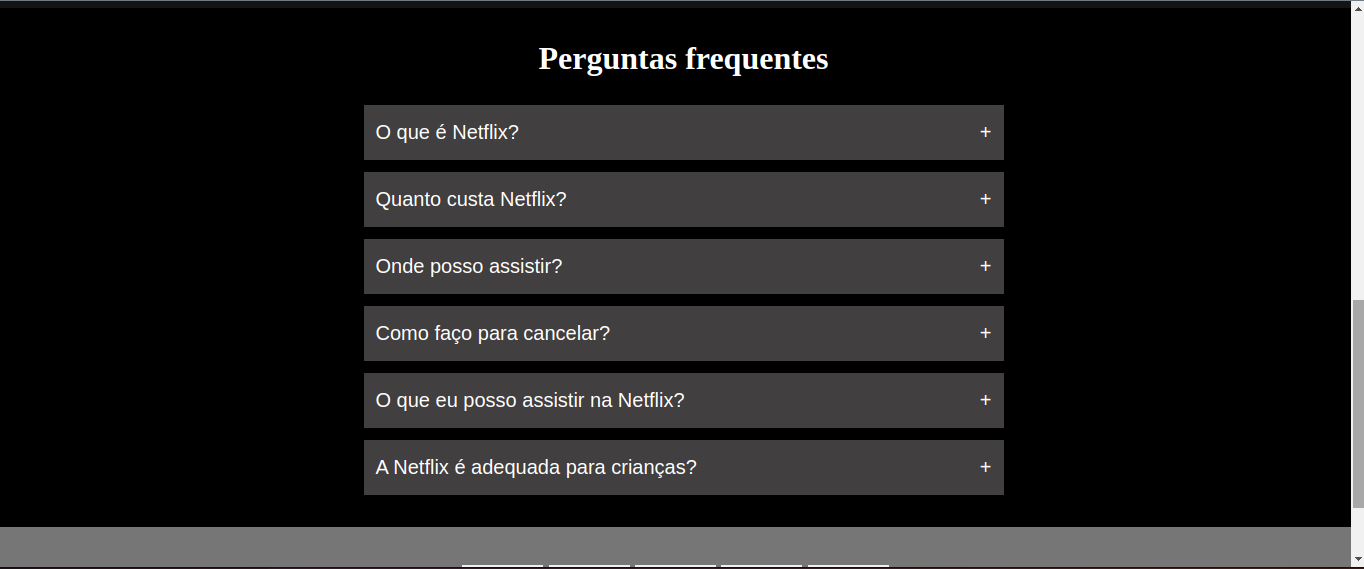 Perguntas frequentes
O que é Netflix? +
Quanto custa Netflix? +
Onde posso assistir? +
Como faço para cancelar? +
O que eu posso assistir na Netflix? +
A Netflix é adequada para crianças? +